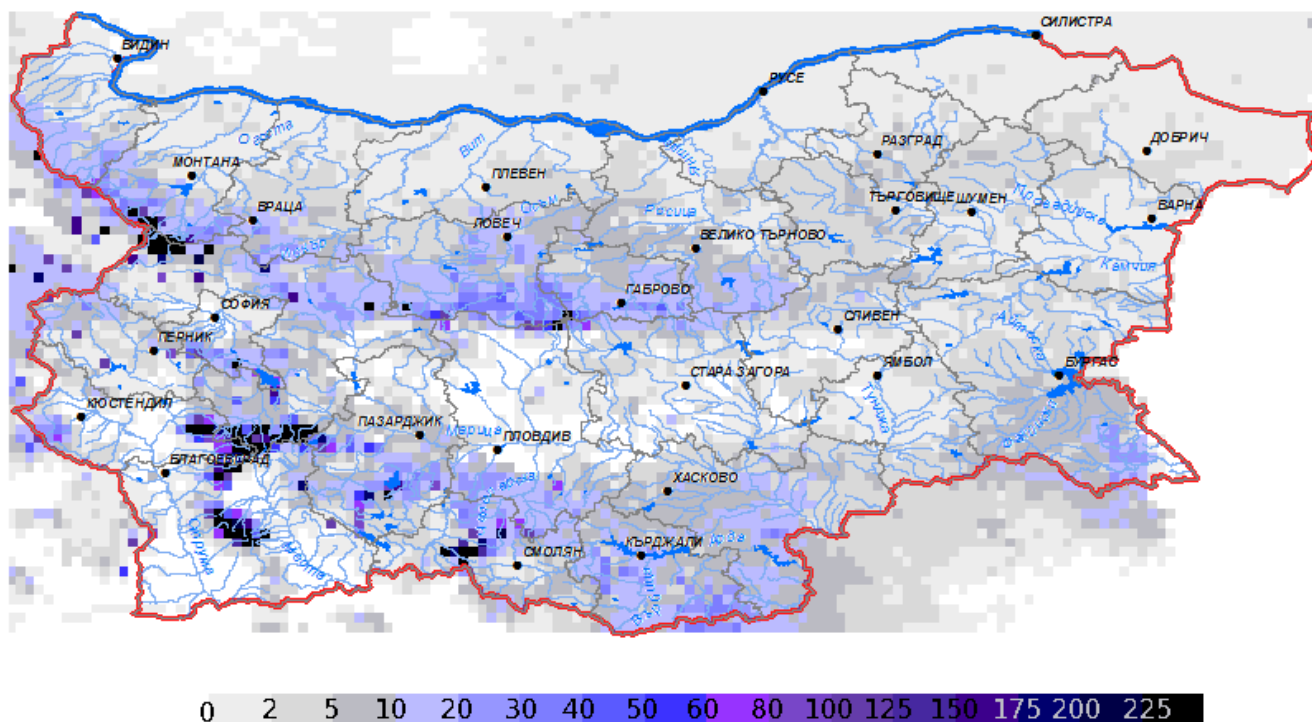 СИЛИСТРА
ВИДИН
РУСЕ
Огоста
Вит
ДОБРИЧ
РАЗГРАД
МОНТАНА
ПЛЕВЕН
ТЪРГОВИЩЕ
ШУМЕН
Осъм
Росица
ВРАЦА
ВАРНА
ЛОВЕЧ
ВЕЛИКО ТЪРНОВО
Камчия
ГАБРОВО
СОФИЯ
СЛИВЕН
ПЕРНИК
ЯМБОЛ
БУРГАС
СТАРА ЗАГОРА
Тунджа
КЮСТЕНДИЛ
ПАЗАРДЖИК
Марица
ПЛОВДИВ
БЛАГОЕВГРАД
ХАСКОВО
Струма
Места
КЪРДЖАЛИ
СМОЛЯН
0 2 5 10 20 30 40 50 60 80 100 125 150 175 200 225